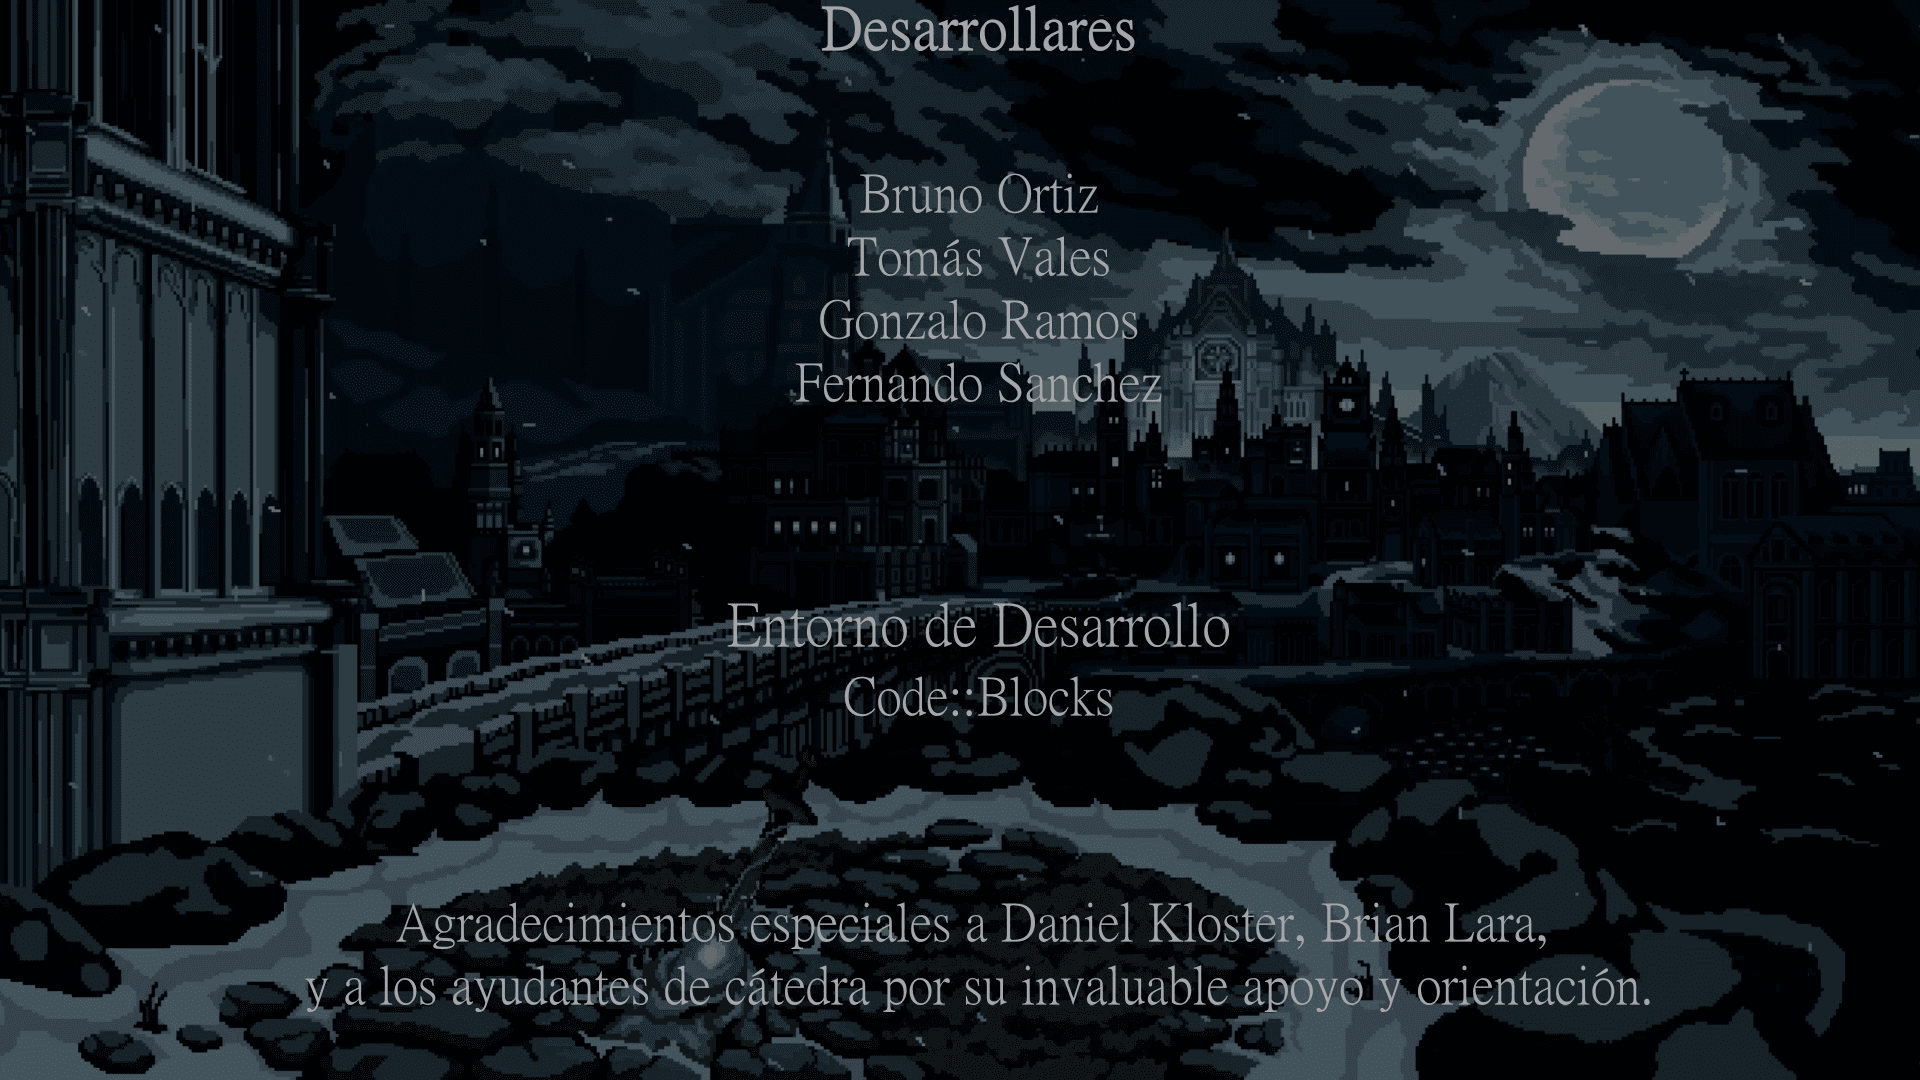 Desarrollares
Bruno Ortiz
Tomás Vales
Gonzalo Ramos
Fernando Sanchez
Entorno de Desarrollo
Code::Blocks
Agradecimientos especiales a Daniel Kloster, Brian Lara,
y a los ayudantes de cátedra por su invaluable apoyo y orientación.